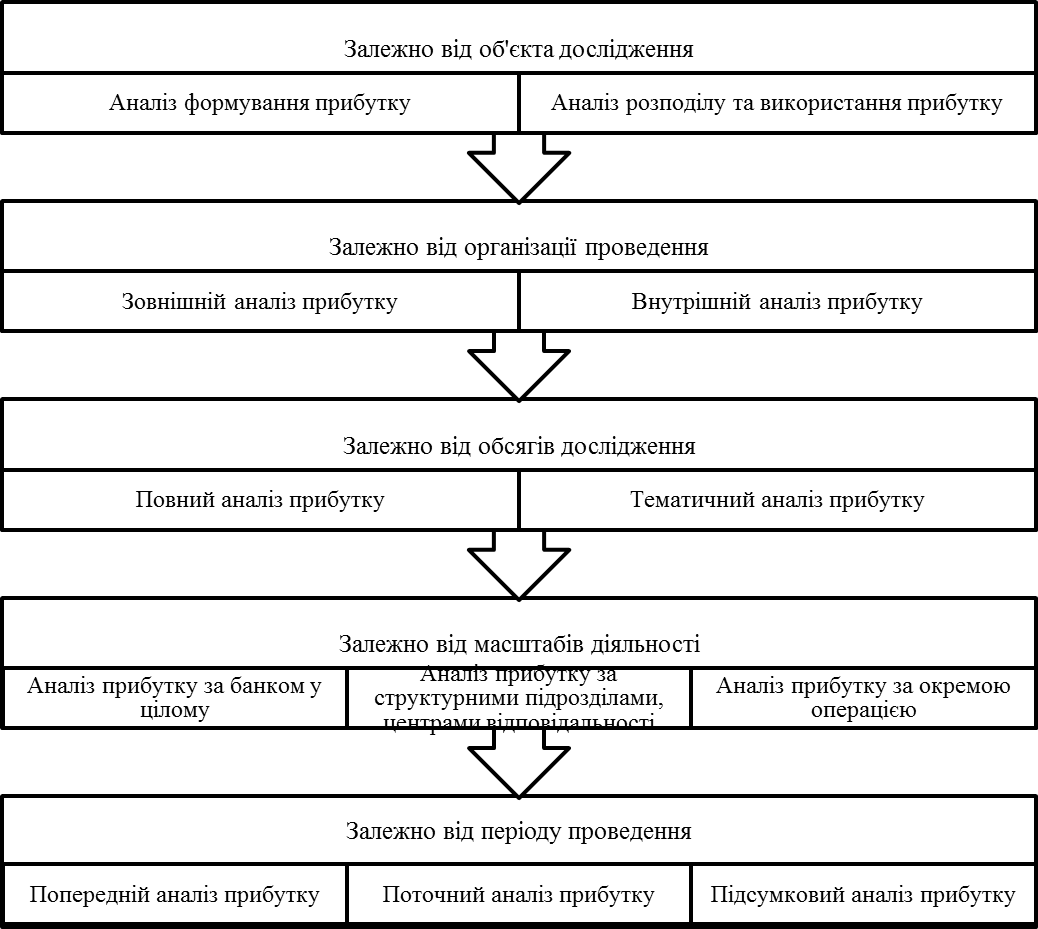 Залежно від об'єкта дослідження
Аналіз формування прибутку
Аналіз розподілу та використання прибутку
Залежно від організації проведення
Зовнішній аналіз прибутку
Внутрішній аналіз прибутку
Залежно від обсягів дослідження
Повний аналіз прибутку
Тематичний аналіз прибутку
Залежно від масштабів діяльності
Аналіз прибутку за банком у
цілому
Аналіз прибутку за
структурними підрозділами,
центрами відповідальності
Аналіз прибутку за окремою
операцією
Залежно від періоду проведення
Попередній аналіз прибутку
Поточний аналіз прибутку
Підсумковий аналіз прибутку